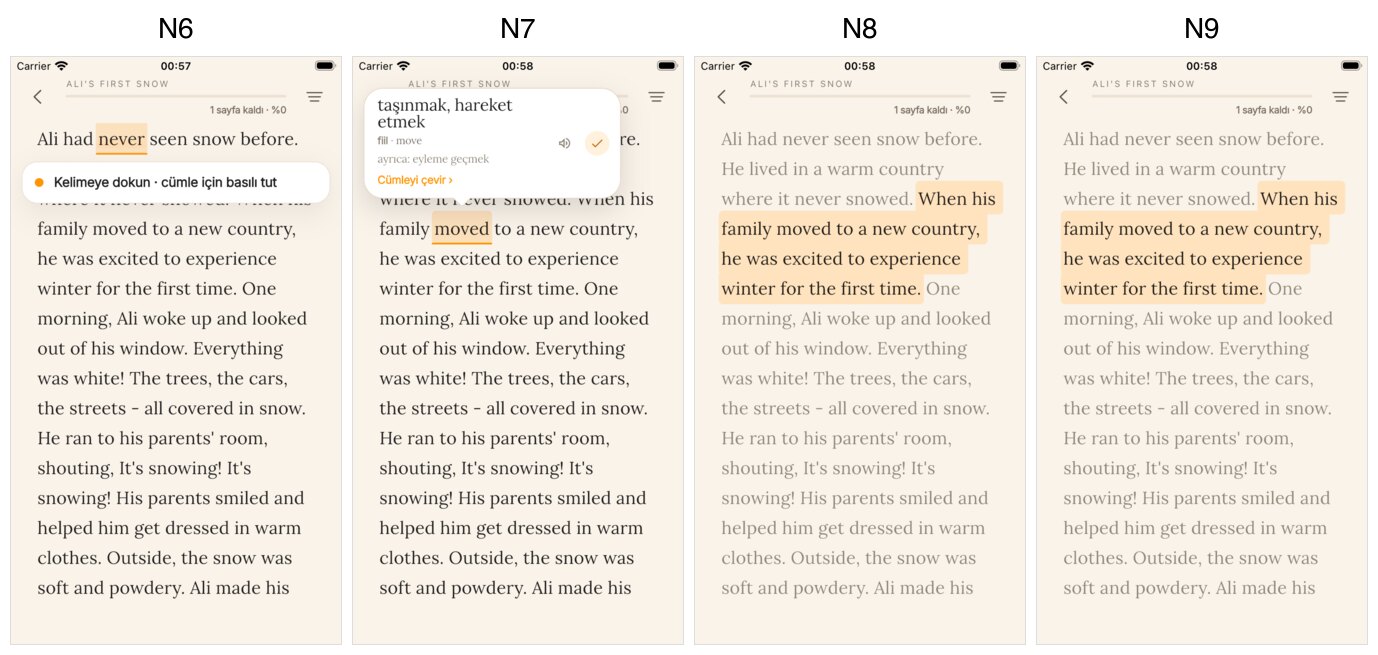 N6
Carrier 00:57
ALI'S FIRST SNOW
1 sayfa kaldı · %0
Ali had never seen snow before.
Kelimeye dokun · cümle için basılı tut
where it never snowed. When his
family moved to a new country,
he was excited to experience
winter for the first time. One
morning, Ali woke up and looked
out of his window. Everything
was white! The trees, the cars,
the streets - all covered in snow.
He ran to his parents' room,
shouting, It's snowing! It's
snowing! His parents smiled and
helped him get dressed in warm
clothes. Outside, the snow was
soft and powdery. Ali made his
N7
Carrier 00:58
ALI'S FIRST SNOW
%0
taşınmak, hareket
etmek
fiil · move
ayrıca: eyleme geçmek
Cümleyi çevir ›
re.
where it never snowed. When his
family moved to a new country,
he was excited to experience
winter for the first time. One
morning, Ali woke up and looked
out of his window. Everything
was white! The trees, the cars,
the streets - all covered in snow.
He ran to his parents' room,
shouting, It's snowing! It's
snowing! His parents smiled and
helped him get dressed in warm
clothes. Outside, the snow was
soft and powdery. Ali made his
N8
Carrier 00:58
ALI'S FIRST SNOW
1 sayfa kaldı · %0
Ali had never seen snow before.
He lived in a warm country
where it never snowed. When his
family moved to a new country,
he was excited to experience
winter for the first time. One
morning, Ali woke up and looked
out of his window. Everything
was white! The trees, the cars,
the streets - all covered in snow.
He ran to his parents' room,
shouting, It's snowing! It's
snowing! His parents smiled and
helped him get dressed in warm
clothes. Outside, the snow was
soft and powdery. Ali made his
N9
Carrier 00:58
ALI'S FIRST SNOW
1 sayfa kaldı · %0
Ali had never seen snow before.
He lived in a warm country
where it never snowed. When his
family moved to a new country,
he was excited to experience
winter for the first time. One
morning, Ali woke up and looked
out of his window. Everything
was white! The trees, the cars,
the streets - all covered in snow.
He ran to his parents' room,
shouting, It's snowing! It's
snowing! His parents smiled and
helped him get dressed in warm
clothes. Outside, the snow was
soft and powdery. Ali made his